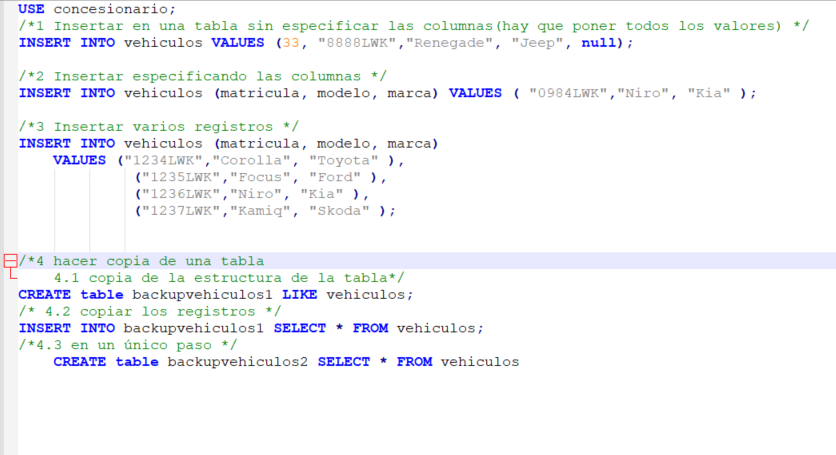 USE concesionario;
/*1 Insertar en una tabla sin especificar las columnas(hay que poner todos los valores) */
INSERT INTO vehiculos VALUES (33, "8888LWK","Renegade", "Jeep", null);
/*2 Insertar especificando las columnas */
INSERT INTO vehiculos (matricula, modelo, marca) VALUES ( "0984LWK","Niro", "Kia" );
/*3 Insertar varios registros */
INSERT INTO vehiculos (matricula, modelo, marca)
VALUES ("1234LWK","Corolla", "Toyota" ),
("1235LWK","Focus", "Ford" ),
("1236LWK","Niro", "Kia" ),
("1237LWK","Kamiq", "Skoda" );
/*4 hacer copia de una tabla
4.1 copia de la estructura de la tabla*/
CREATE table backupvehiculos1 LIKE vehiculos;
/* 4.2 copiar los registros */
INSERT INTO backupvehiculos1 SELECT * FROM vehiculos;
/*4.3 en un único paso */
CREATE table backupvehiculos2 SELECT * FROM vehiculos